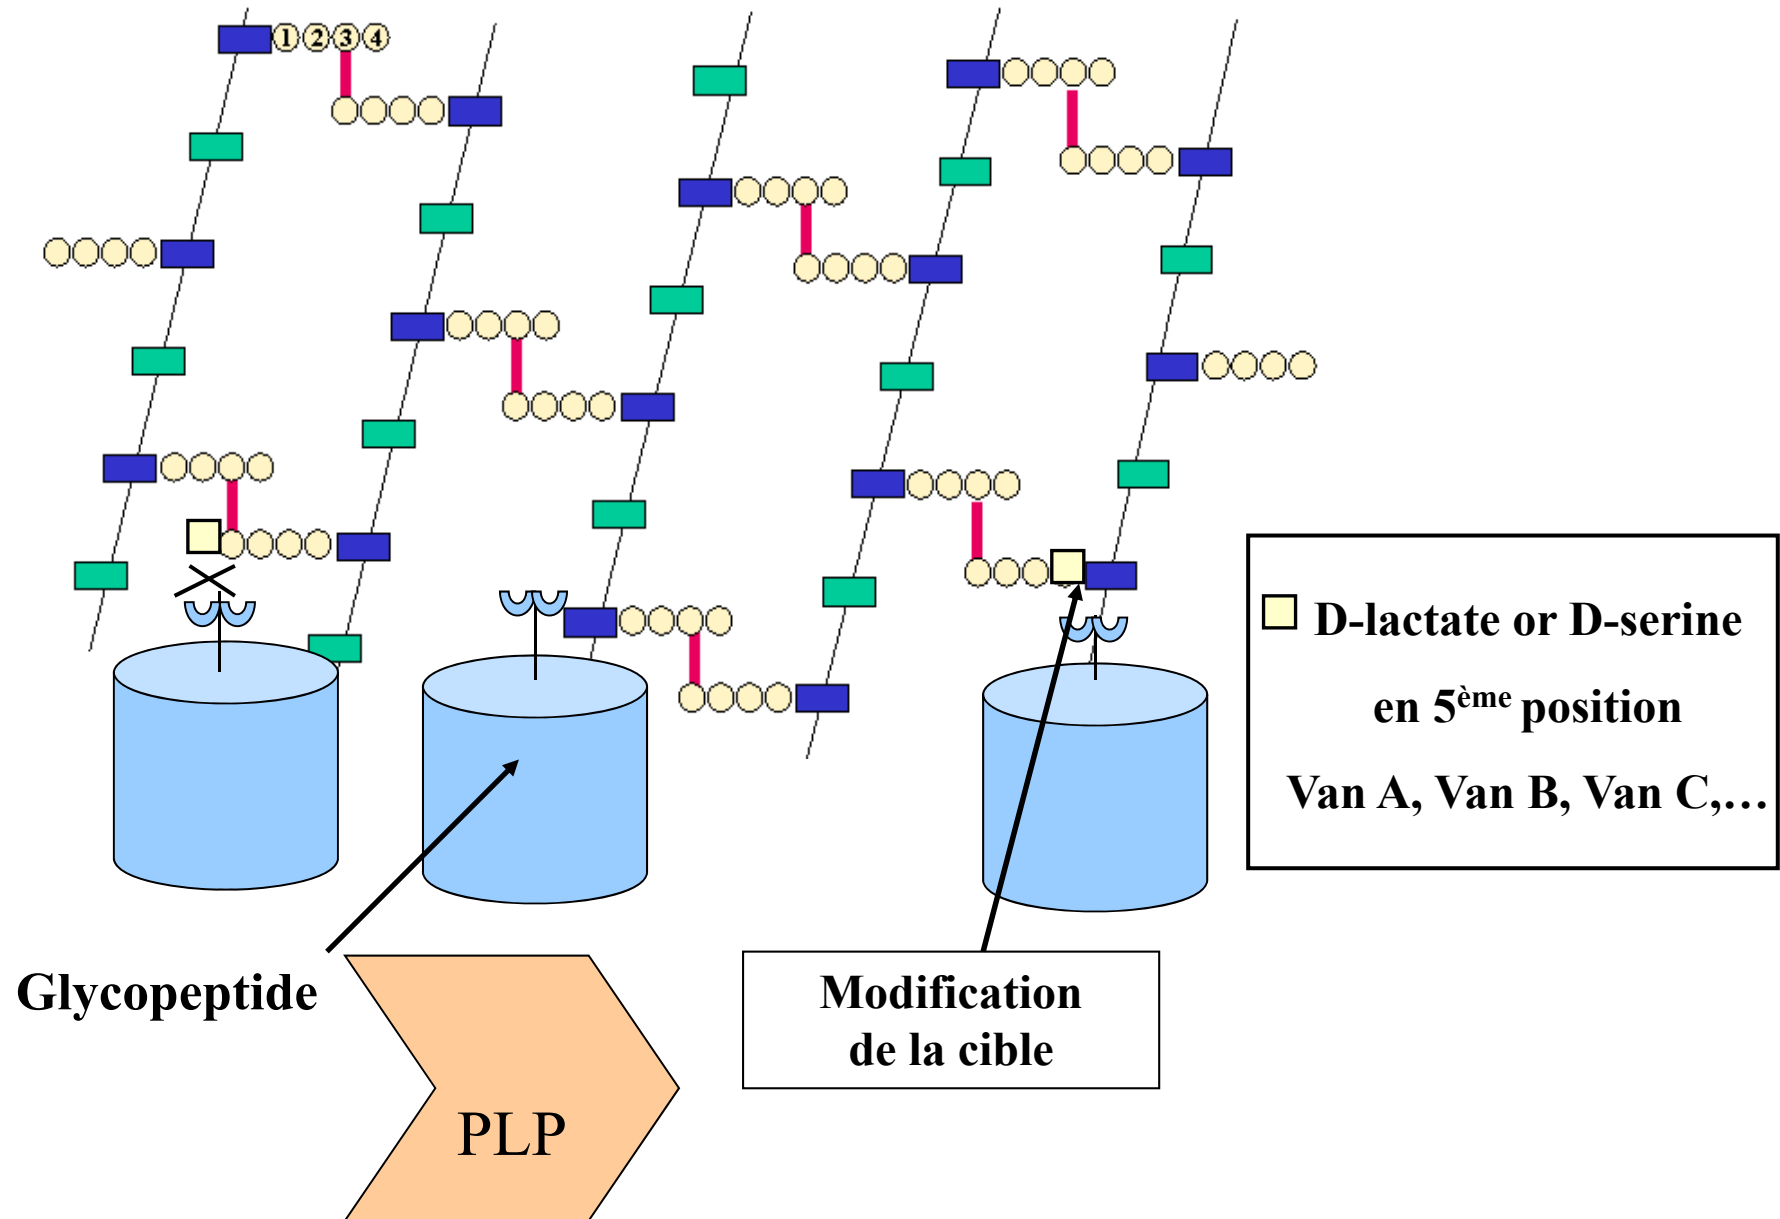 1 2 3 4
D-lactate or D-serine
en 5ème position
Van A, Van B, Van C,…
Glycopeptide
Modification
de la cible
PLP